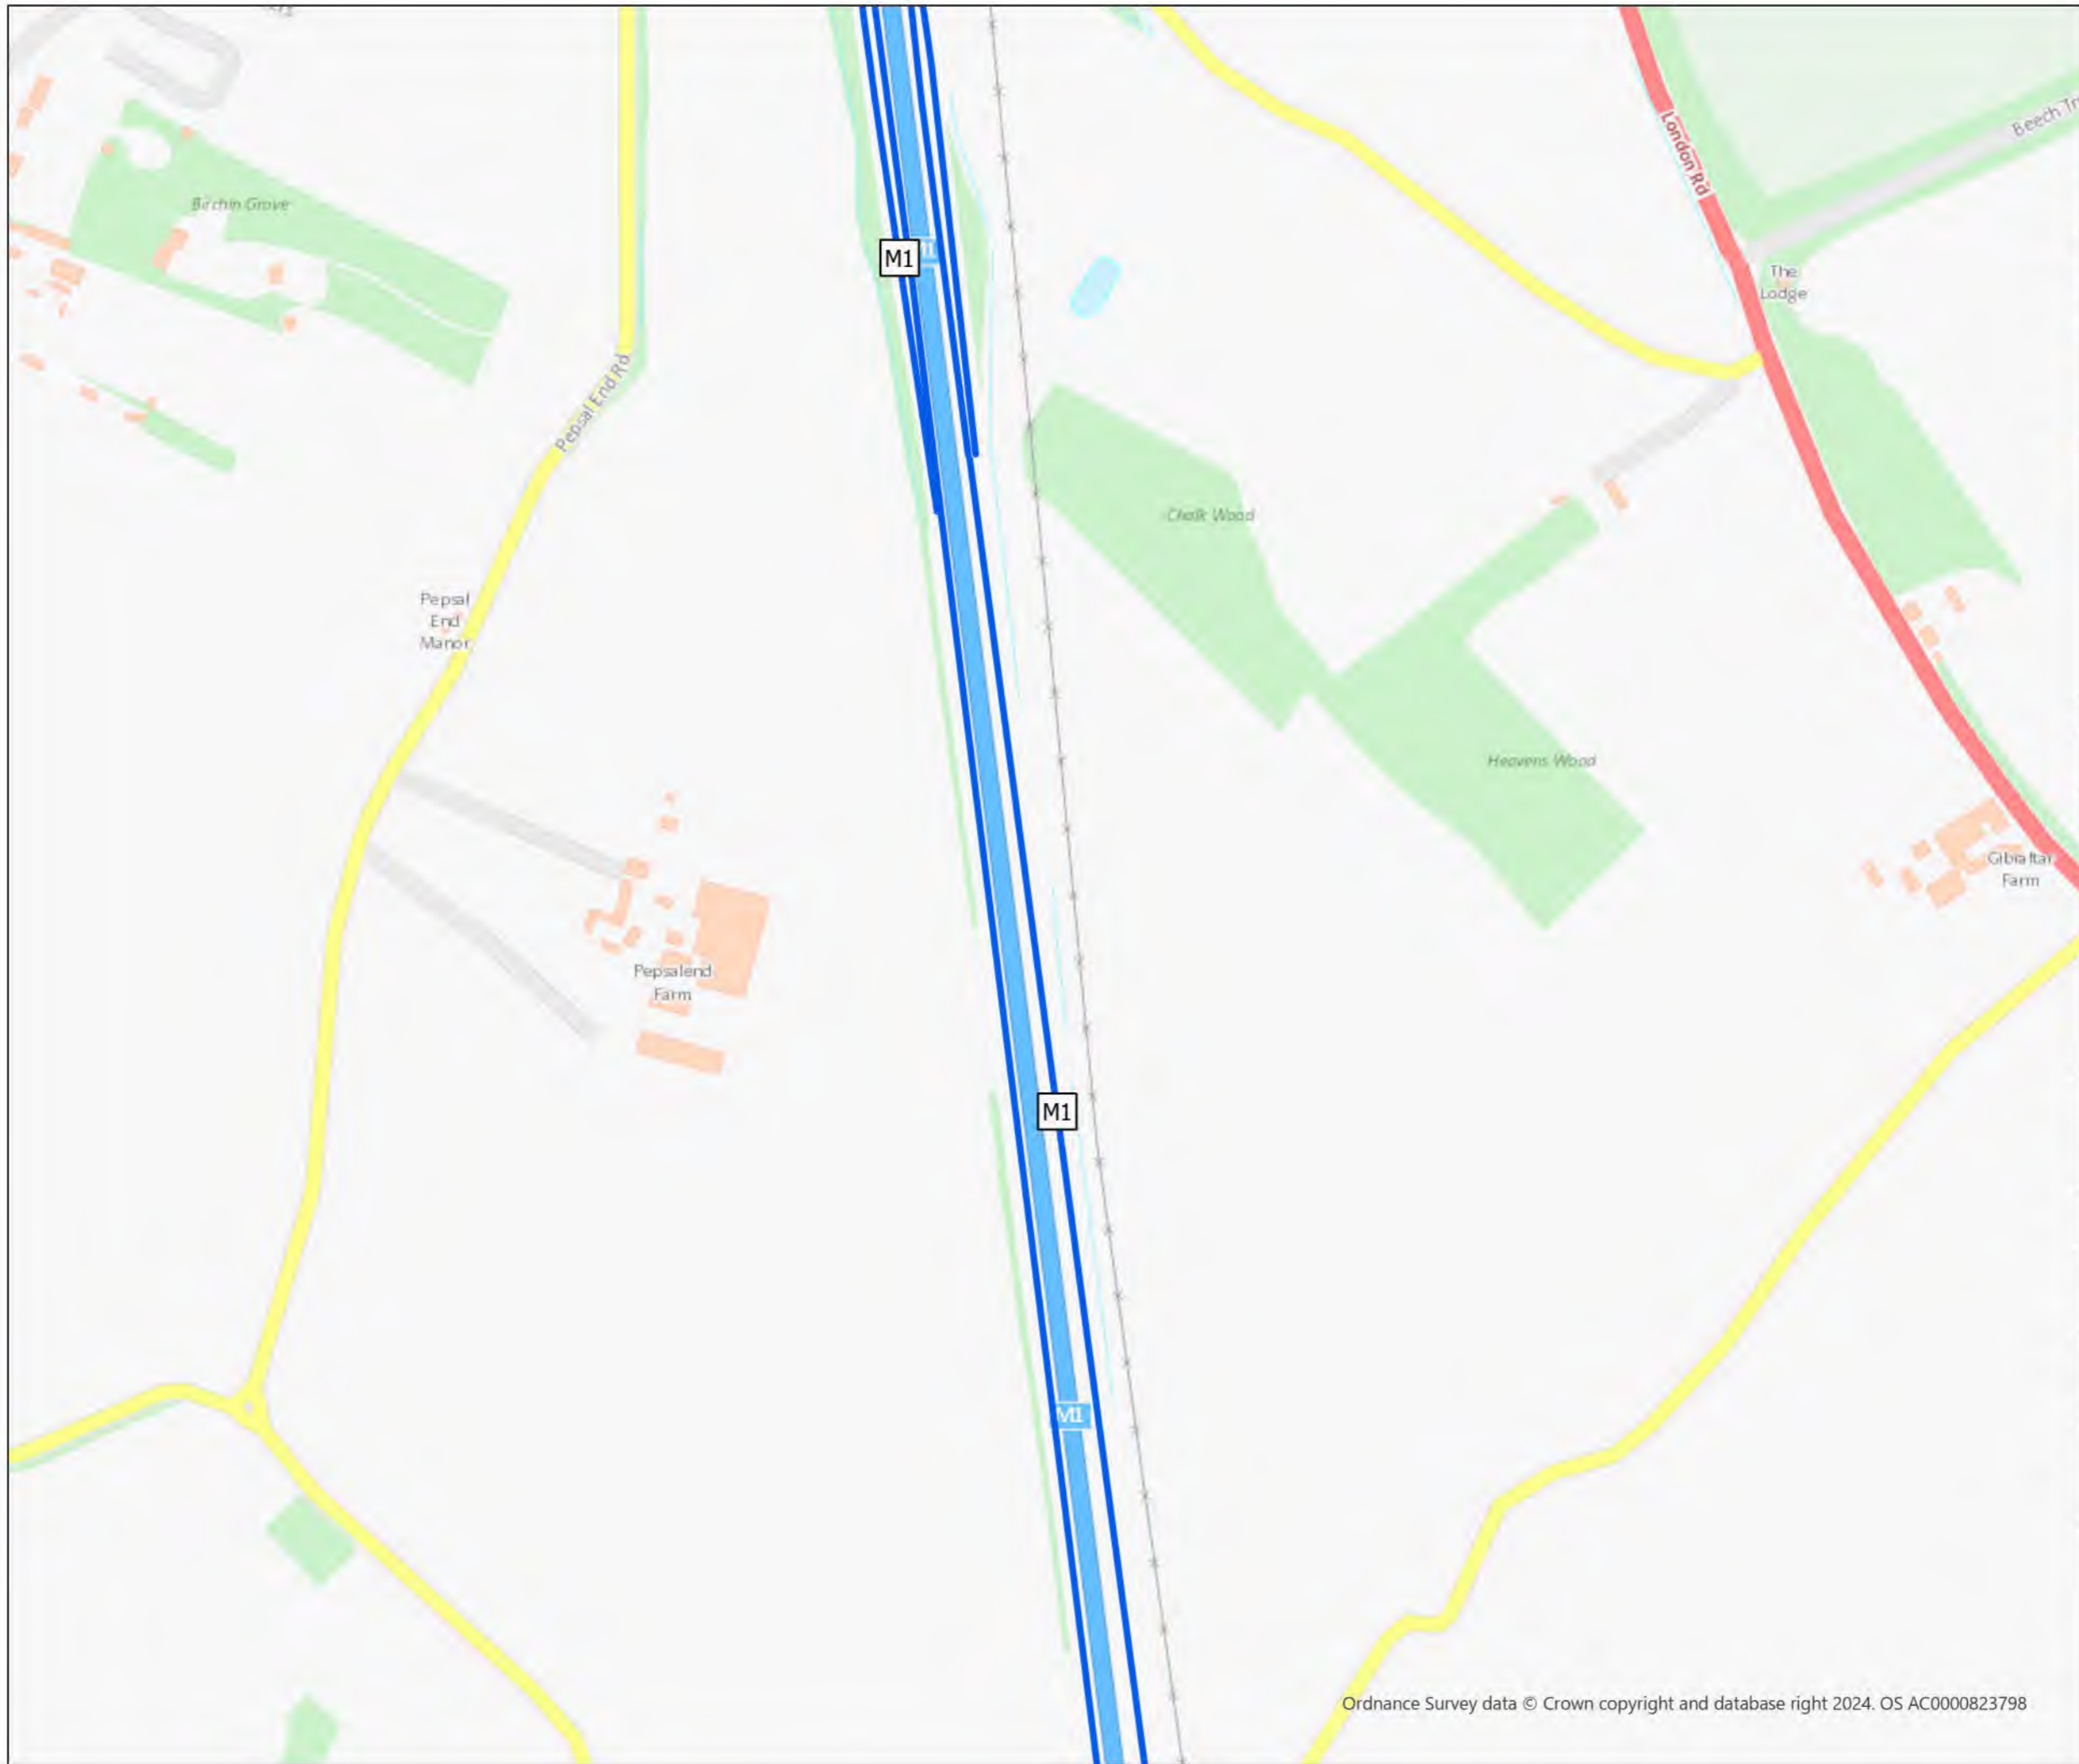 Birchin Grove
London Rd
M1
The
Lodge
Pepsal End Rd
Chalk Wood
Pepsal
End
Manor
Heavens Wood
Gibraltar
Farm
Pepsalend
Farm
M1
M1
Ordnance Survey data © Crown copyright and database right 2024. OS AC0000823798